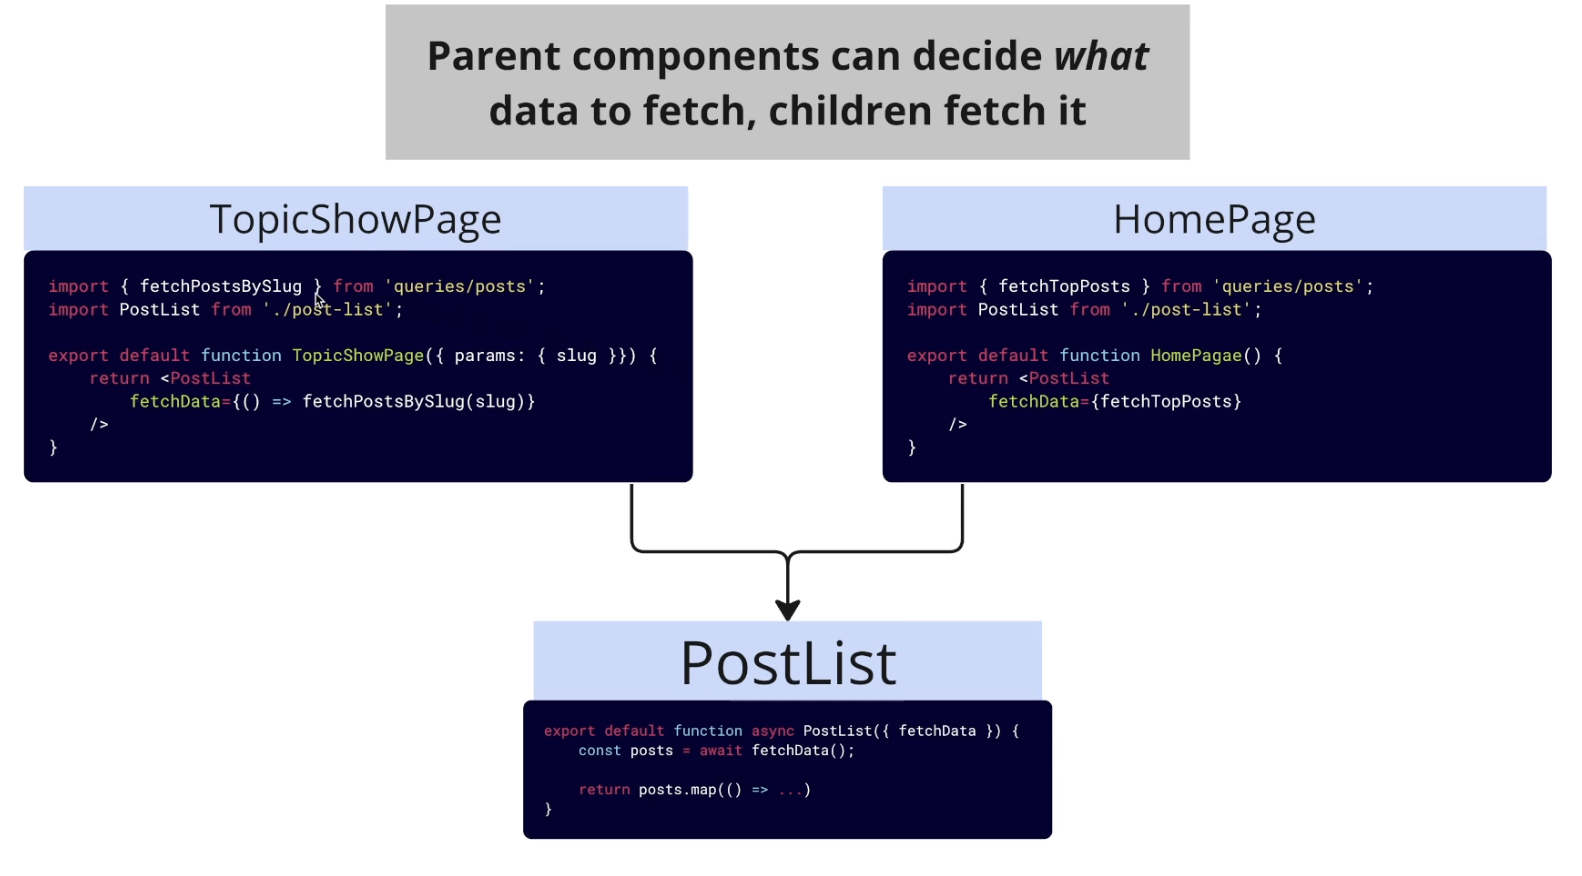 Parent components can decide what
data to fetch, children fetch it
TopicShowPage
import { fetchPostsBySlug } from 'queries/posts';
import PostList from './post-list';
export default function TopicShowPage({ params: { slug }}) {
return <PostList
fetchData={() => fetchPostsBySlug(slug)}
/>
}
HomePage
import { fetchTopPosts } from 'queries/posts';
import PostList from './post-list';
export default function HomePagae() {
return <PostList
fetchData={fetchTopPosts}
/>
}
PostList
export default function async PostList({ fetchData }) {
const posts = await fetchData();
return posts.map(() => ...)
}